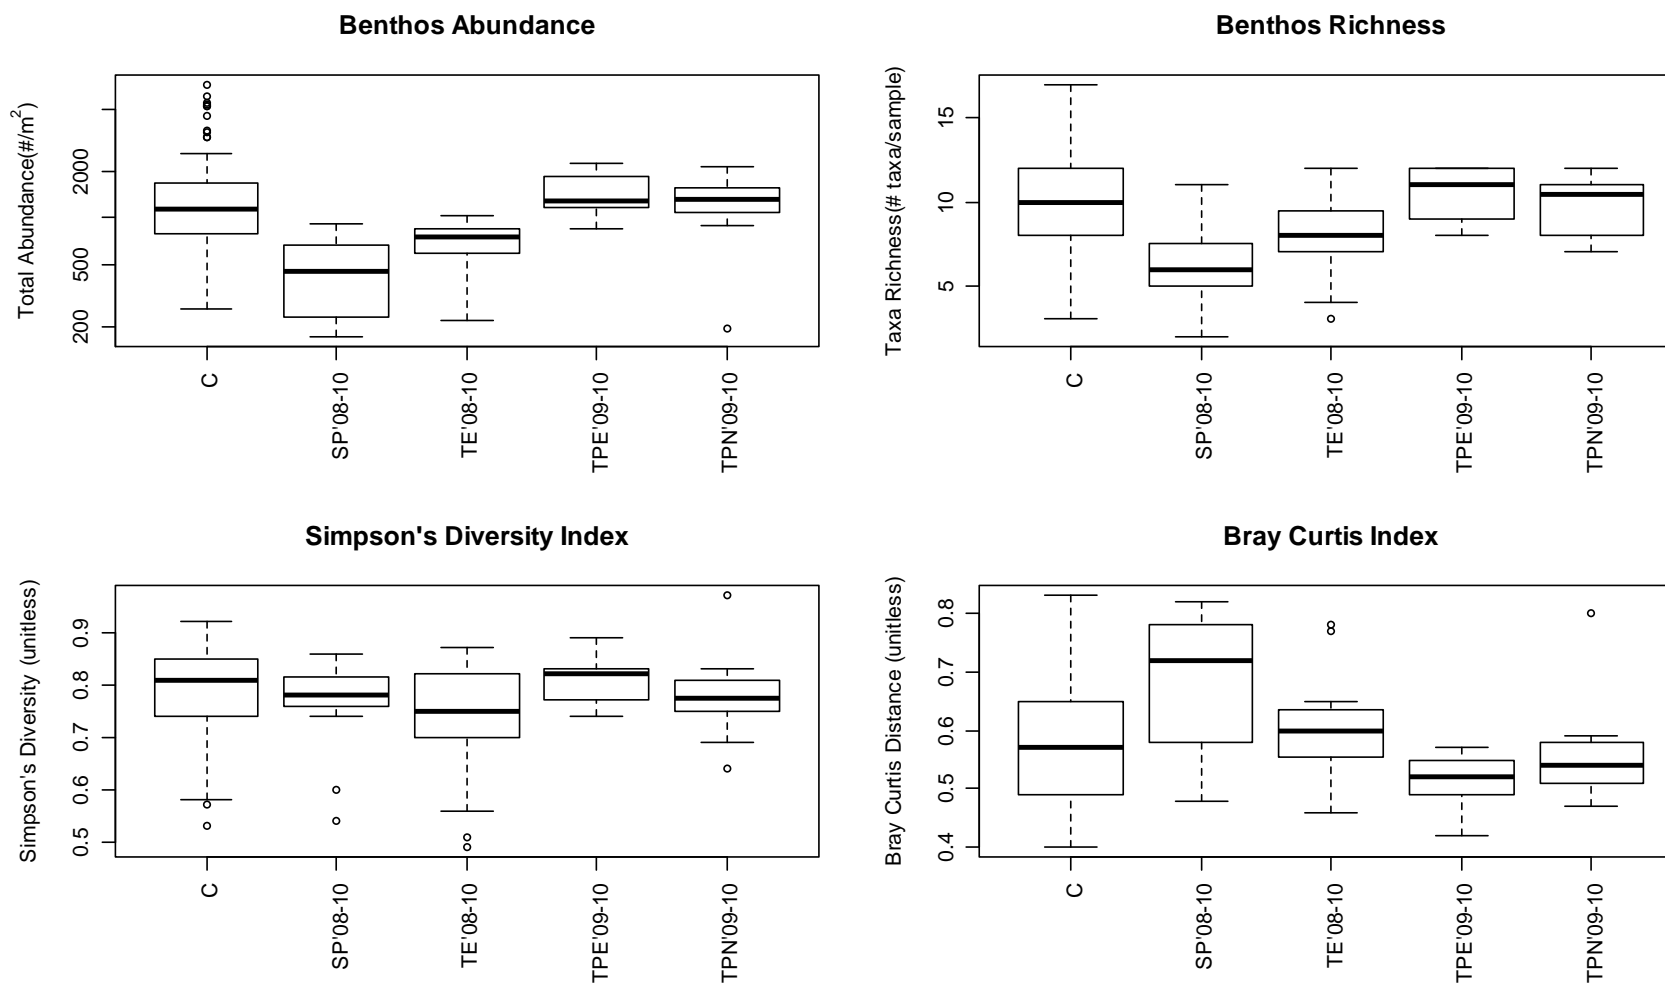 Benthos Abundance
Total Abundance(#/m²)
2000
500
200
C
SP'08-10
TE'08-10
TPE'09-10
TPN'09-10
Benthos Richness
Taxa Richness(# taxa/sample)
15
10
5
C
SP'08-10
TE'08-10
TPE'09-10
TPN'09-10
Simpson's Diversity Index
Simpson's Diversity (unitless)
0.9
0.8
0.7
0.6
0.5
C
SP'08-10
TE'08-10
TPE'09-10
TPN'09-10
Bray Curtis Index
Bray Curtis Distance (unitless)
0.8
0.7
0.6
0.5
0.4
C
SP'08-10
TE'08-10
TPE'09-10
TPN'09-10